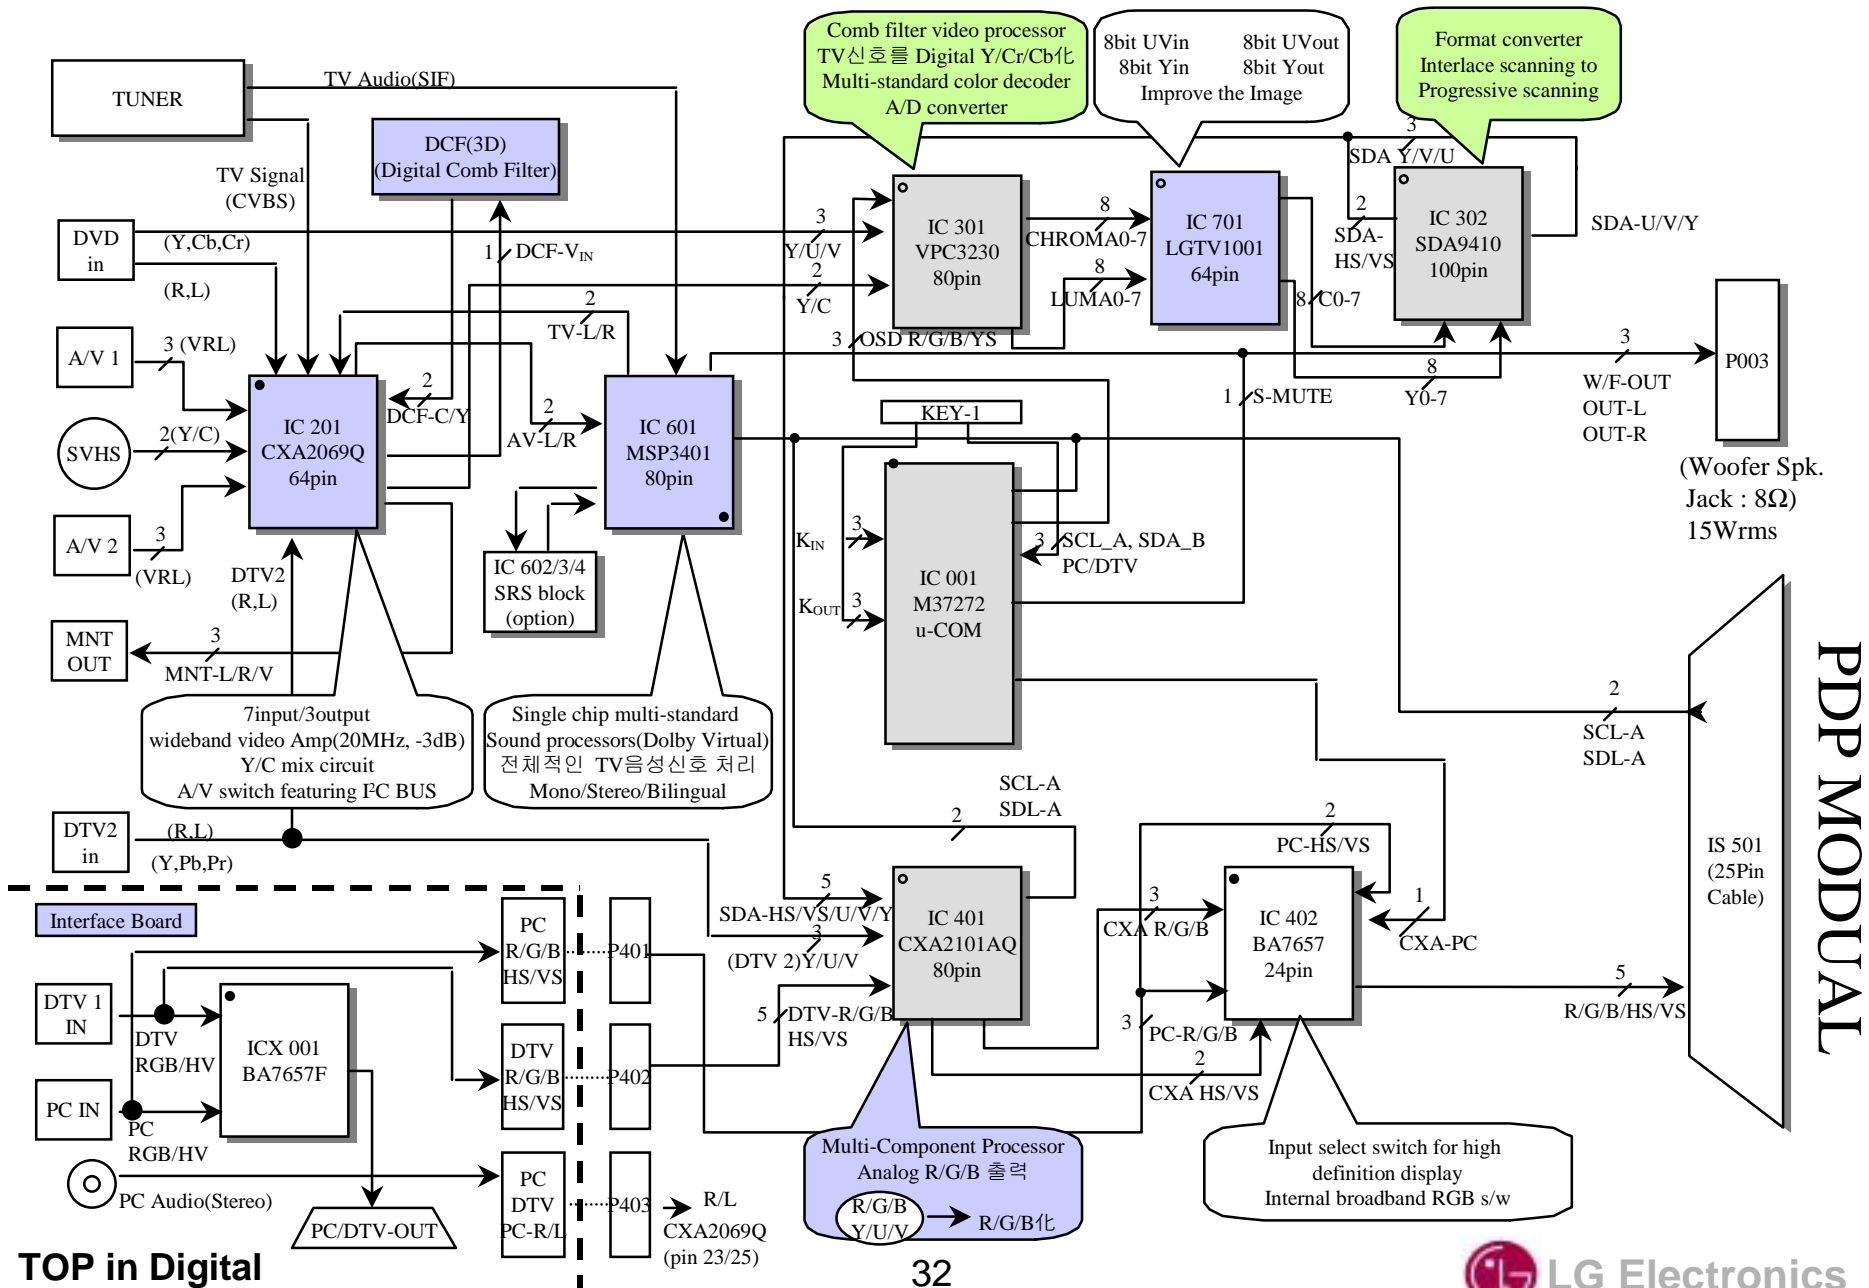 Comb filter video processor
TV신호를 Digital Y/Cr/Cb化
Multi-standard color decoder
A/D converter
8bit UVin 8bit UVout
8bit Yin 8bit Yout
Improve the Image
Format converter
Interlace scanning to
Progressive scanning
TUNER
TV Audio(SIF)
DCF(3D)
(Digital Comb Filter)
TV Signal
(CVBS)
3
SDA Y/V/U
DVD
in
(Y,Cb,Cr)
(R,L)
1
DCF-VIN
3
Y/U/V
2
Y/C
IC 301
VPC3230
80pin
8
CHROMA0-7
8
LUMA0-7
IC 701
LGTV1001
64pin
2
SDA-
HS/VS
IC 302
SDA9410
100pin
SDA-U/V/Y
8
C0-7
2
TV-L/R
3
OSD R/G/B/YS
A/V 1
3 (VRL)
2
DCF-C/Y
2
AV-L/R
IC 201
CXA2069Q
64pin
IC 601
MSP3401
80pin
KEY-1
1
S-MUTE
8
Y0-7
3
W/F-OUT
OUT-L
OUT-R
P003
(Woofer Spk.
Jack : 8Ω)
15Wrms
SVHS
2(Y/C)
A/V 2
3
(VRL)
DTV2
(R,L)
IC 602/3/4
SRS block
(option)
KIN
3
KOUT
3
IC 001
M37272
u-COM
3
SCL_A, SDA_B
PC/DTV
MNT
OUT
3
MNT-L/R/V
7input/3output
wideband video Amp(20MHz, -3dB)
Y/C mix circuit
A/V switch featuring I²C BUS
Single chip multi-standard
Sound processors(Dolby Virtual)
전체적인 TV음성신호 처리
Mono/Stereo/Bilingual
2
SCL-A
SDL-A
SCL-A
SDL-A
2
PDP MODUAL
IS 501
(25Pin
Cable)
DTV2
in
(R,L)
(Y,Pb,Pr)
2
PC-HS/VS
5
SDA-HS/VS/U/V/Y
3
(DTV 2)Y/U/V
IC 401
CXA2101AQ
80pin
3
CXA R/G/B
IC 402
BA7657
24pin
1
CXA-PC
Interface Board
PC
R/G/B
HS/VS
P401
DTV 1
IN
DTV
RGB/HV
ICX 001
BA7657F
DTV
R/G/B
HS/VS
P402
5
DTV-R/G/B
HS/VS
3
PC-R/G/B
2
CXA HS/VS
5
R/G/B/HS/VS
PC IN
PC
RGB/HV
PC Audio(Stereo)
PC/DTV-OUT
PC
DTV
PC-R/L
P403
R/L
CXA2069Q
(pin 23/25)
Multi-Component Processor
Analog R/G/B 출력
R/G/B
Y/U/V
R/G/B化
Input select switch for high
definition display
Internal broadband RGB s/w
TOP in Digital
32
LG Electronics